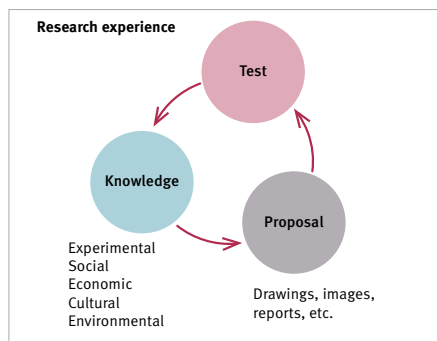 Research experience
Test
Knowledge
Proposal
Experimental
Social
Economic
Cultural
Environmental
Drawings, images,
reports, etc.